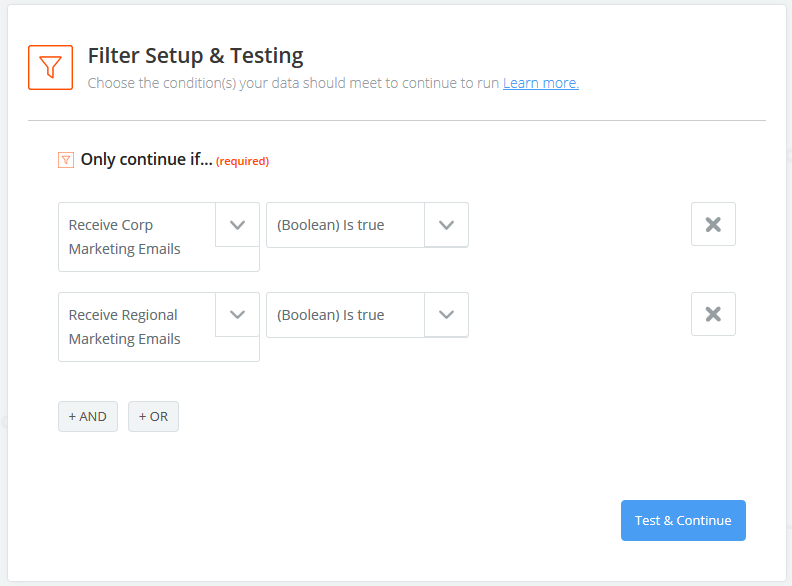 Filter Setup & Testing
Choose the condition(s) your data should meet to continue to run Learn more.
Only continue if... (required)
Receive Corp
Marketing Emails
(Boolean) Is true
Receive Regional
Marketing Emails
(Boolean) Is true
+ AND
+ OR
Test & Continue